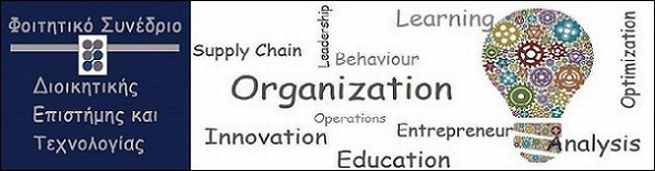 Φοιτητικό Συνέδριο
Διοικητικής
Επιστήμης και
Τεχνολογίας
Learning
Leadership
Supply Chain
Behaviour
Optimization
Organization
Operations
Innovation
Entrepreneur
Analysis
Education